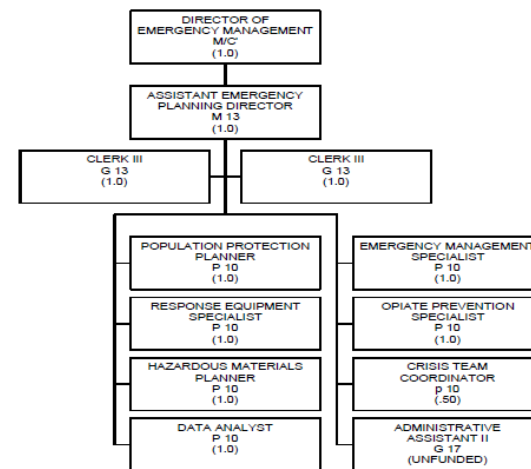 DIRECTOR OF
EMERGENCY MANAGEMENT
M/C'
(1.0)
ASSISTANT EMERGENCY
PLANNING DIRECTOR
M 13
(1.0)
CLERK III
G 13
(1.0)
CLERK III
G 13
(1.0)
POPULATION PROTECTION
PLANNER
P 10
(1.0)
EMERGENCY MANAGEMENT
SPECIALIST
P 10
(1.0)
RESPONSE EQUIPMENT
SPECIALIST
P 10
(1.0)
OPIATE PREVENTION
SPECIALIST
P 10
(1.0)
HAZARDOUS MATERIALS
PLANNER
P 10
(1.0)
CRISIS TEAM
COORDINATOR
p 10
(.50)
DATA ANALYST
P 10
(1.0)
ADMINISTRATIVE
ASSISTANT II
G 17
(UNFUNDED)